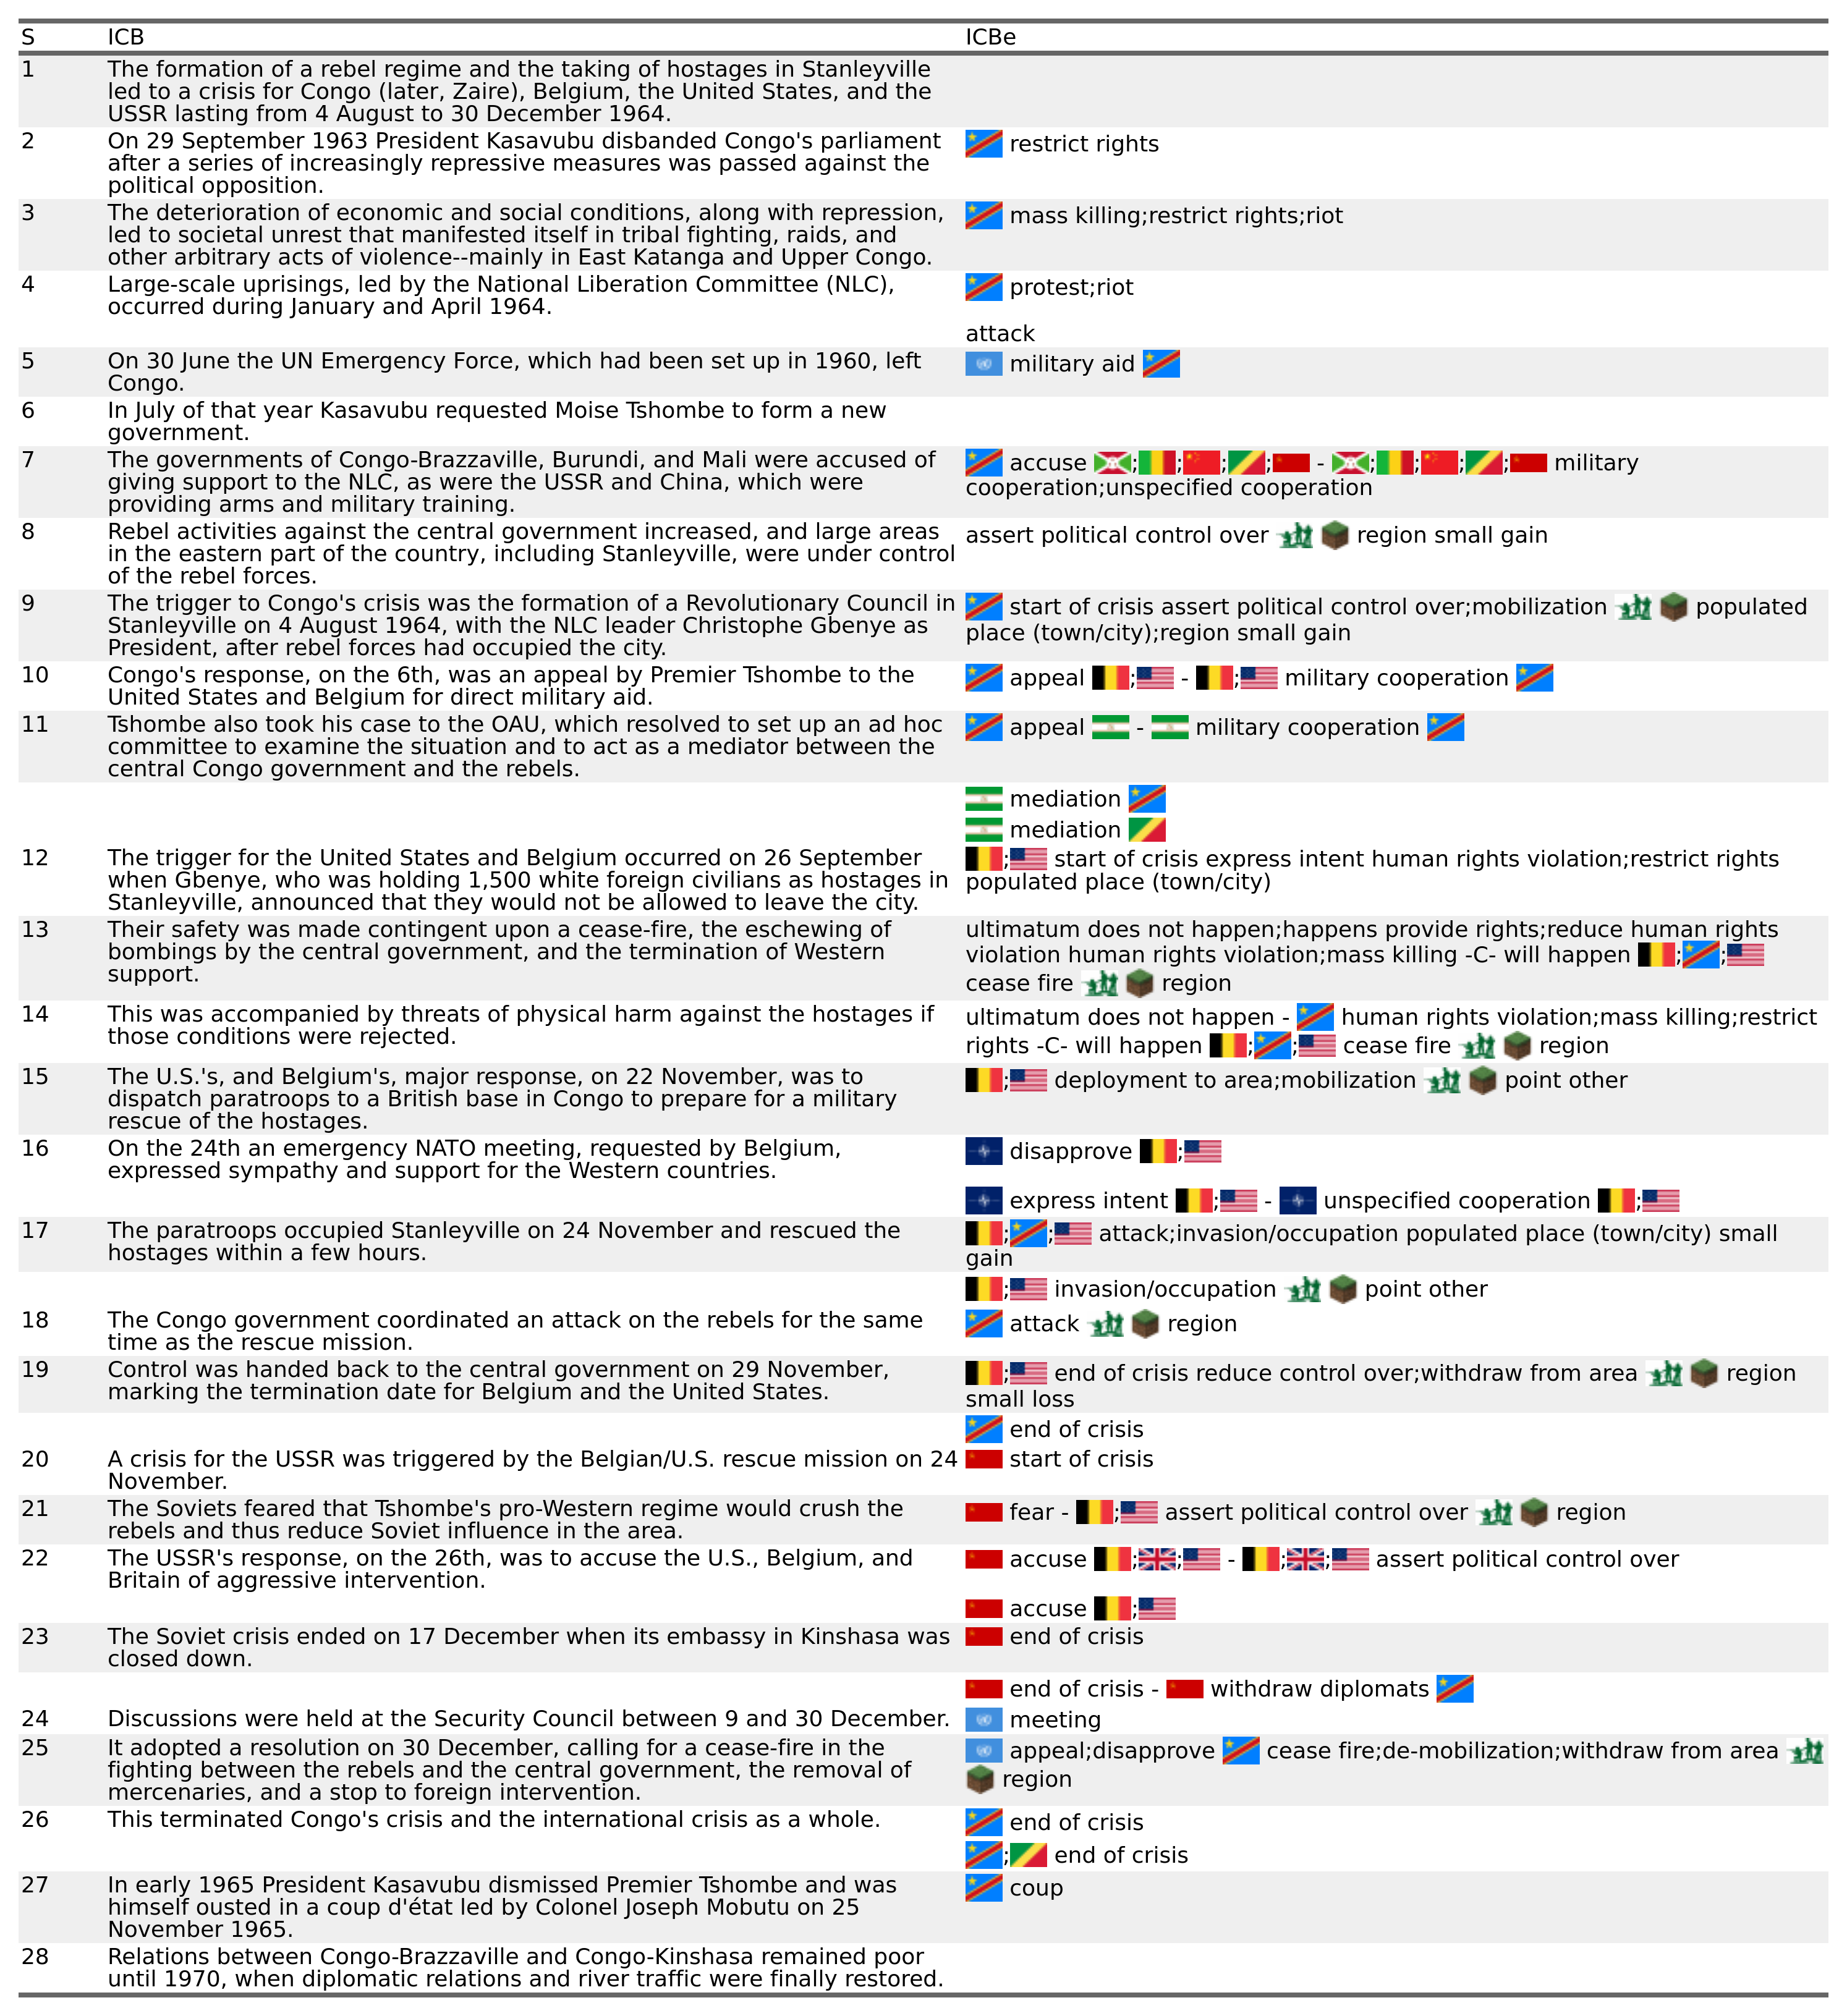 S ICB ICBe
1 The formation of a rebel regime and the taking of hostages in Stanleyville
led to a crisis for Congo (later, Zaire), Belgium, the United States, and the
USSR lasting from 4 August to 30 December 1964.
2 On 29 September 1963 President Kasavubu disbanded Congo's parliament
after a series of increasingly repressive measures was passed against the
political opposition.
restrict rights
3 The deterioration of economic and social conditions, along with repression,
led to societal unrest that manifested itself in tribal fighting, raids, and
other arbitrary acts of violence--mainly in East Katanga and Upper Congo.
mass killing;restrict rights;riot
4 Large-scale uprisings, led by the National Liberation Committee (NLC),
occurred during January and April 1964.
protest;riot
attack
5 On 30 June the UN Emergency Force, which had been set up in 1960, left
Congo.
military aid
6 In July of that year Kasavubu requested Moise Tshombe to form a new
government.
7 The governments of Congo-Brazzaville, Burundi, and Mali were accused of
giving support to the NLC, as were the USSR and China, which were
providing arms and military training.
accuse ; ; ; ; - ; ; ; ; military
cooperation;unspecified cooperation
8 Rebel activities against the central government increased, and large areas
in the eastern part of the country, including Stanleyville, were under control
of the rebel forces.
assert political control over region small gain
9 The trigger to Congo's crisis was the formation of a Revolutionary Council in
Stanleyville on 4 August 1964, with the NLC leader Christophe Gbenye as
President, after rebel forces had occupied the city.
start of crisis assert political control over;mobilization populated
place (town/city);region small gain
10 Congo's response, on the 6th, was an appeal by Premier Tshombe to the
United States and Belgium for direct military aid.
appeal ; - ; military cooperation
11 Tshombe also took his case to the OAU, which resolved to set up an ad hoc
committee to examine the situation and to act as a mediator between the
central Congo government and the rebels.
appeal - military cooperation
mediation
mediation
12 The trigger for the United States and Belgium occurred on 26 September
when Gbenye, who was holding 1,500 white foreign civilians as hostages in
Stanleyville, announced that they would not be allowed to leave the city.
; start of crisis express intent human rights violation;restrict rights
populated place (town/city)
13 Their safety was made contingent upon a cease-fire, the eschewing of
bombings by the central government, and the termination of Western
support.
ultimatum does not happen;happens provide rights;reduce human rights
violation human rights violation;mass killing -C- will happen ; ;
cease fire region
14 This was accompanied by threats of physical harm against the hostages if
those conditions were rejected.
ultimatum does not happen - human rights violation;mass killing;restrict
rights -C- will happen ; ; cease fire region
15 The U.S.'s, and Belgium's, major response, on 22 November, was to
dispatch paratroops to a British base in Congo to prepare for a military
rescue of the hostages.
; deployment to area;mobilization point other
16 On the 24th an emergency NATO meeting, requested by Belgium,
expressed sympathy and support for the Western countries.
disapprove ;
express intent ; - unspecified cooperation ;
17 The paratroops occupied Stanleyville on 24 November and rescued the
hostages within a few hours.
; ; attack;invasion/occupation populated place (town/city) small
gain
; invasion/occupation point other
18 The Congo government coordinated an attack on the rebels for the same
time as the rescue mission.
attack region
19 Control was handed back to the central government on 29 November,
marking the termination date for Belgium and the United States.
; end of crisis reduce control over;withdraw from area region
small loss
end of crisis
20 A crisis for the USSR was triggered by the Belgian/U.S. rescue mission on 24
November.
start of crisis
21 The Soviets feared that Tshombe's pro-Western regime would crush the
rebels and thus reduce Soviet influence in the area.
fear - ; assert political control over region
22 The USSR's response, on the 26th, was to accuse the U.S., Belgium, and
Britain of aggressive intervention.
accuse ; ; - ; ; assert political control over
accuse ;
23 The Soviet crisis ended on 17 December when its embassy in Kinshasa was
closed down.
end of crisis
end of crisis - withdraw diplomats
24 Discussions were held at the Security Council between 9 and 30 December.
meeting
25 It adopted a resolution on 30 December, calling for a cease-fire in the
fighting between the rebels and the central government, the removal of
mercenaries, and a stop to foreign intervention.
appeal;disapprove cease fire;de-mobilization;withdraw from area
region
26 This terminated Congo's crisis and the international crisis as a whole.
end of crisis
; end of crisis
27 In early 1965 President Kasavubu dismissed Premier Tshombe and was
himself ousted in a coup d'état led by Colonel Joseph Mobutu on 25
November 1965.
coup
28 Relations between Congo-Brazzaville and Congo-Kinshasa remained poor
until 1970, when diplomatic relations and river traffic were finally restored.